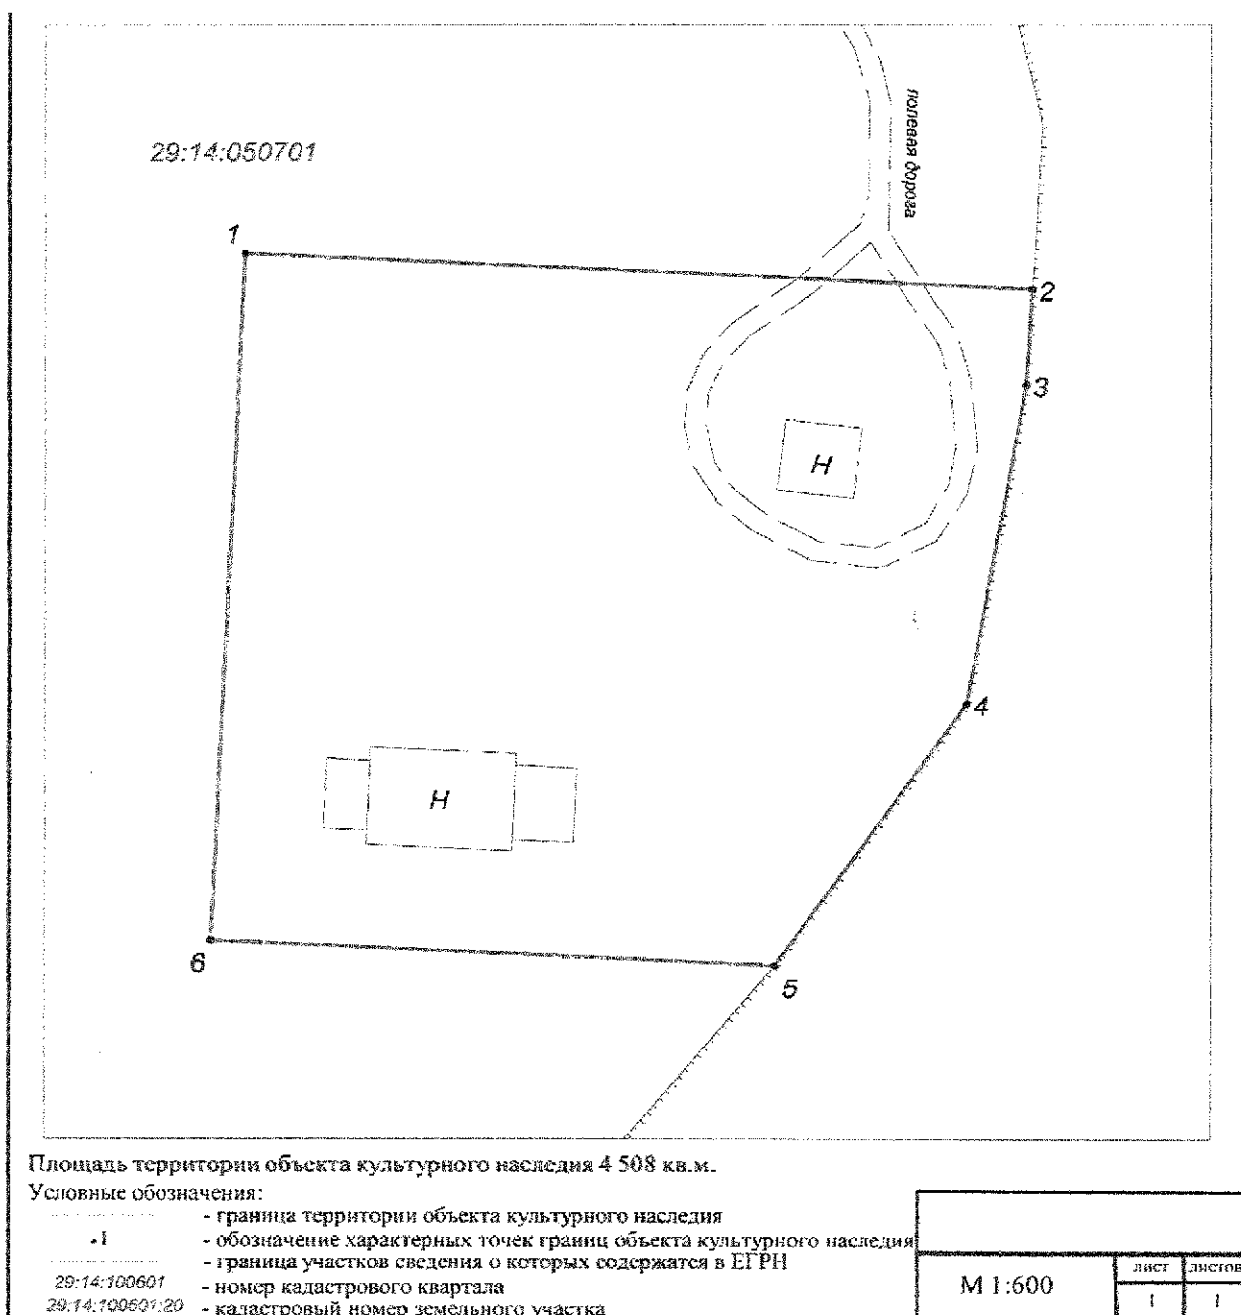 полевая дорога
29:14:050701
1
2
3
Н
4
Н
6
5
Площадь территории объекта культурного наследия 4 508 кв.м.
Условные обозначения:
- граница территории объекта культурного наследия
.1 - обозначение характерных точек границ объекта культурного наследия
- граница участков сведения о которых содержатся в ЕГРН
29:14:100601 - номер кадастрового квартала
29:14:100601:20 - кадастровый номер земельного участка
М 1:600
лист листов
1 1